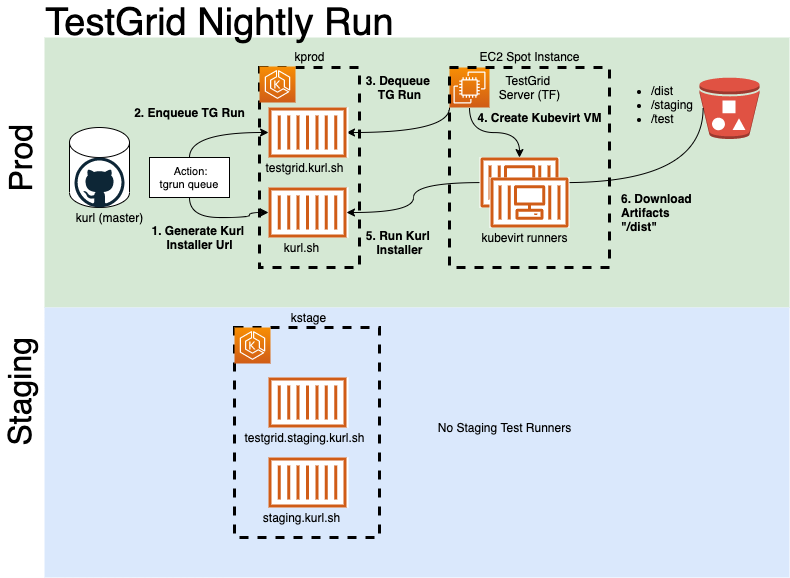 TestGrid Nightly Run
Prod
kprod
EC2 Spot Instance
K
TestGrid
Server (TF)
2. Enqueue TG Run
3. Dequeue
TG Run
4. Create Kubevirt VM
/dist
/staging
/test
Action:
tgrun queue
testgrid.kurl.sh
kurl (master)
1. Generate Kurl
Installer Url
kurl.sh
5. Run Kurl
Installer
kubevirt runners
6. Download
Artifacts
"/dist"
Staging
kstage
K
testgrid.staging.kurl.sh
staging.kurl.sh
No Staging Test Runners